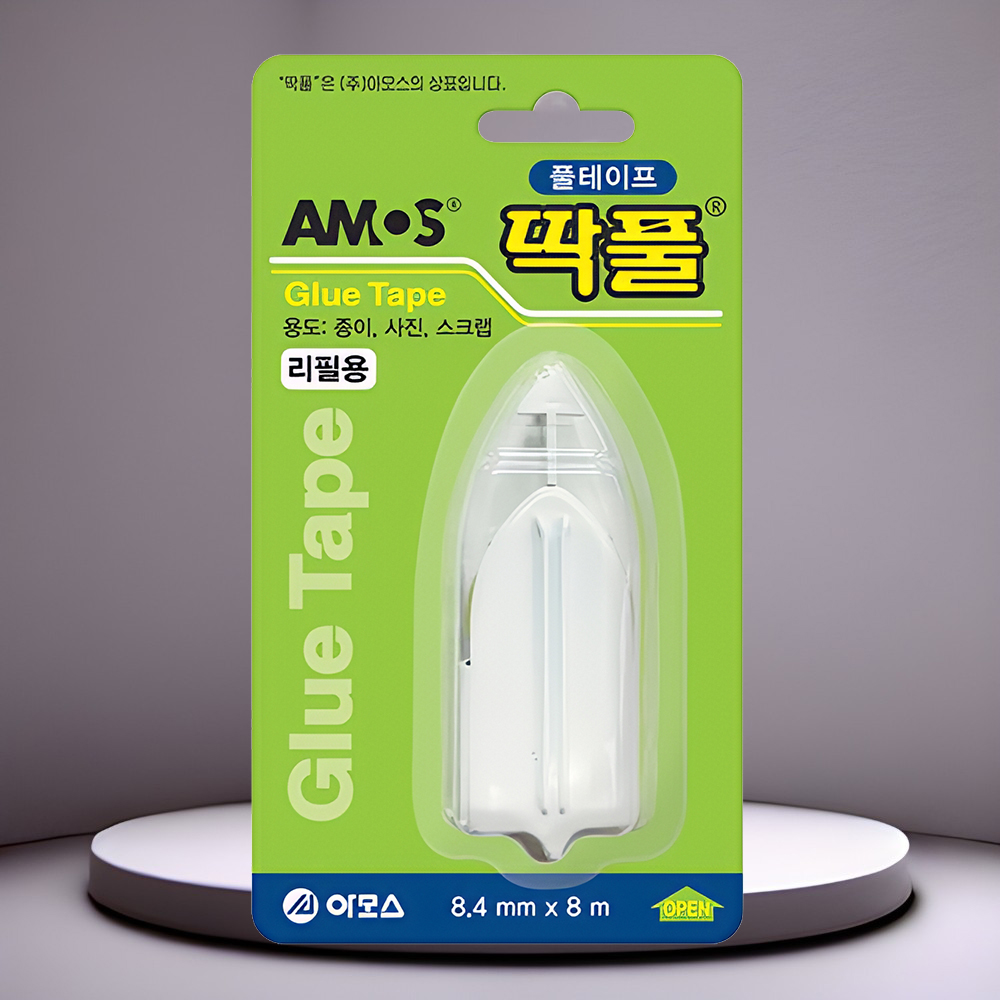 "딱풀"은 (주)아모스의 상표입니다.
풀테이프
AMOS®
딱풀®
Glue Tape
용도: 종이, 사진, 스크랩
리필용
Glue Tape
아모스
8.4 mm x 8 m
OPEN